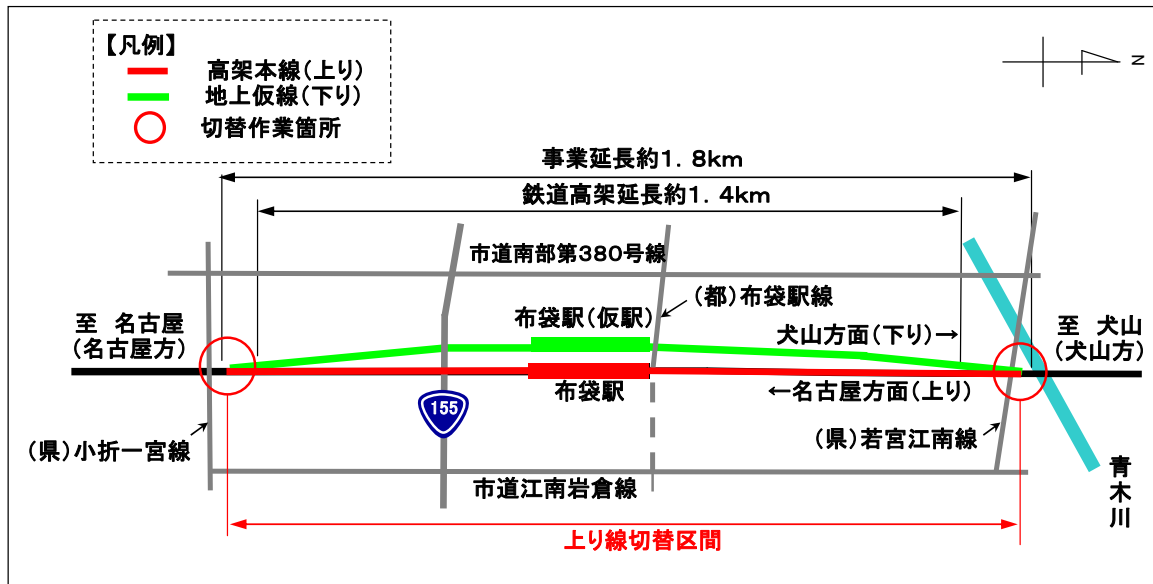 【凡例】
高架本線(上り)
地上仮線(下り)
切替作業箇所
N
事業延長約1.8km
鉄道高架延長約1.4km
市道南部第380号線
(都)布袋駅線
至 名古屋
(名古屋方)
布袋駅(仮駅)
犬山方面(下り)→
至 犬山
(犬山方)
布袋駅
←名古屋方面(上り)
155
(県)小折一宮線
(県)若宮江南線
市道江南岩倉線
青木川
上り線切替区間